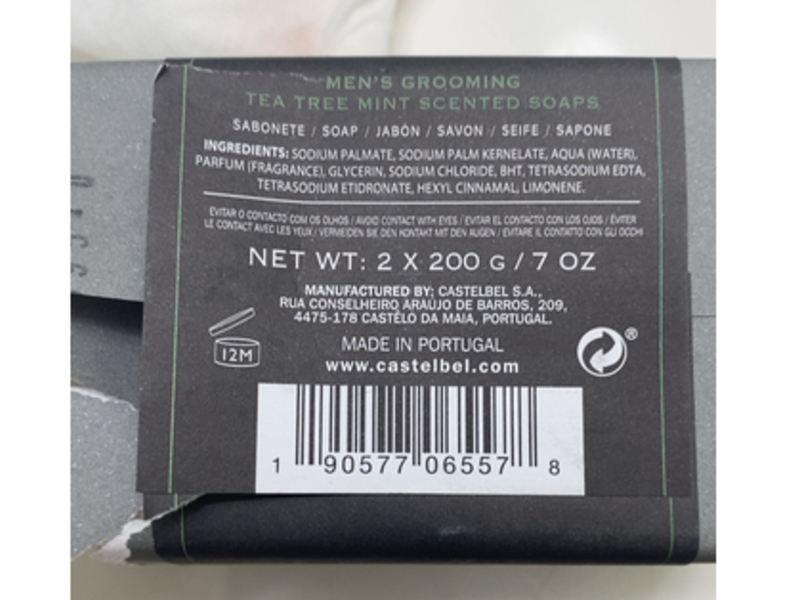 MEN'S GROOMING
TEA TREE MINT SCENTED SOAPS
SABONETE / SOAP / JABÓN / SAVON / SEIFE / SAPONE
INGREDIENTS: SODIUM PALMATE, SODIUM PALM KERNELATE, AQUA (WATER),
PARFUM (FRAGRANCE), GLYCERIN, SODIUM CHLORIDE, BHT, TETRASODIUM EDTA,
TETRASODIUM ETIDRONATE, HEXYL CINNAMAL, LIMONENE.
EVITAR O CONTACTO COM OS OLHOS / AVOID CONTACT WITH EYES / EVITAR EL CONTACTO CON LOS OJOS / ÉVITER
LE CONTACT AVEC LES YEUX / VERMEIDEN SIE DEN KONTAKT MIT DEN AUGEN / EVITARE IL CONTATTO CON GLI OCCHI
NET WT: 2 X 200 G / 7 OZ
MANUFACTURED BY: CASTELBEL S.A.,
RUA CONSELHEIRO ARAÚJO DE BARROS, 209,
4475-178 CASTÊLO DA MAIA, PORTUGAL.
12M
MADE IN PORTUGAL
www.castelbel.com
®
1 90577 06557 8